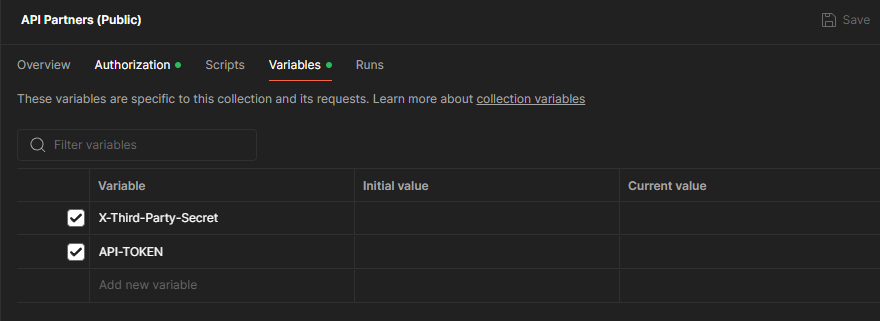 API Partners (Public) Save
Overview Authorization Scripts Variables Runs
These variables are specific to this collection and its requests. Learn more about collection variables
Filter variables
Variable Initial value Current value
X-Third-Party-Secret
API-TOKEN
Add new variable